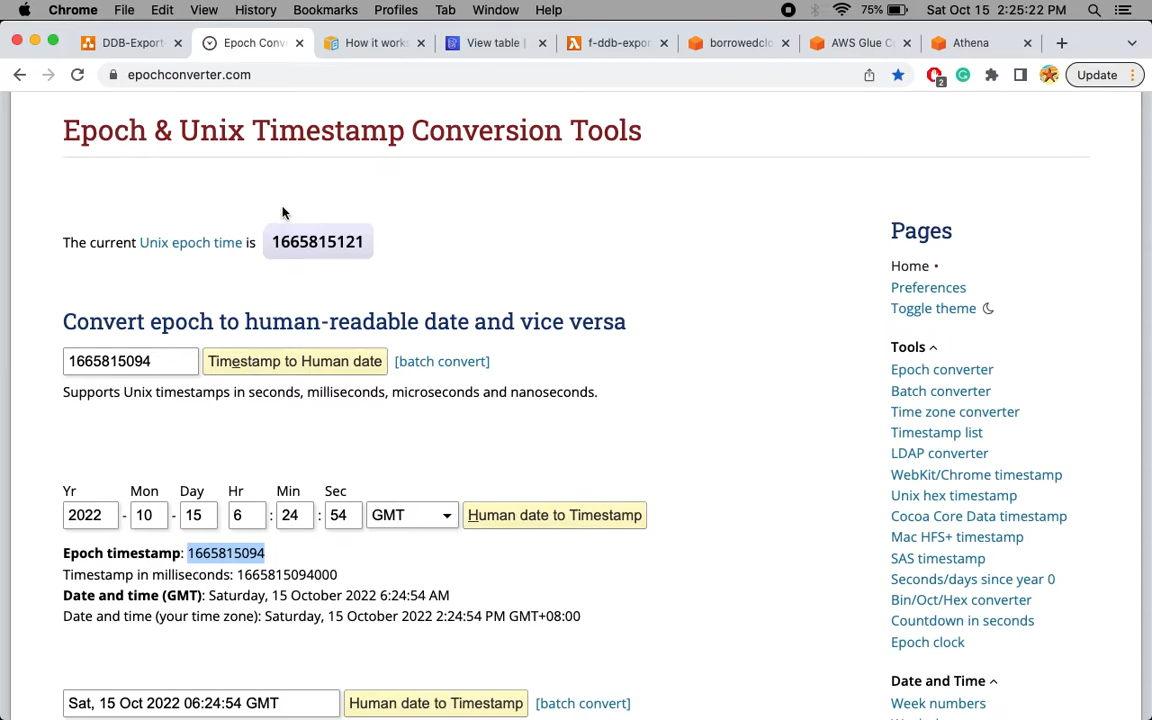 Chrome File Edit View History Bookmarks Profiles Tab Window Help 75% Sat Oct 15 2:25:22 PM
DDB-Export Epoch Conv How it works View table | f-ddb-expor borrowedclo AWS Glue C Athena
epochconverter.com 2 Update
Epoch & Unix Timestamp Conversion Tools
The current Unix epoch time is 1665815121
Convert epoch to human-readable date and vice versa
1665815094 Timestamp to Human date [batch convert]
Supports Unix timestamps in seconds, milliseconds, microseconds and nanoseconds.
Yr Mon Day Hr Min Sec
2022 - 10 - 15 6 : 24 : 54 GMT Human date to Timestamp
Epoch timestamp: 1665815094
Timestamp in milliseconds: 1665815094000
Date and time (GMT): Saturday, 15 October 2022 6:24:54 AM
Date and time (your time zone): Saturday, 15 October 2022 2:24:54 PM GMT+08:00
Sat, 15 Oct 2022 06:24:54 GMT Human date to Timestamp [batch convert]
Pages
Home •
Preferences
Toggle theme
Tools
Epoch converter
Batch converter
Time zone converter
Timestamp list
LDAP converter
WebKit/Chrome timestamp
Unix hex timestamp
Cocoa Core Data timestamp
Mac HFS+ timestamp
SAS timestamp
Seconds/days since year 0
Bin/Oct/Hex converter
Countdown in seconds
Epoch clock
Date and Time
Week numbers